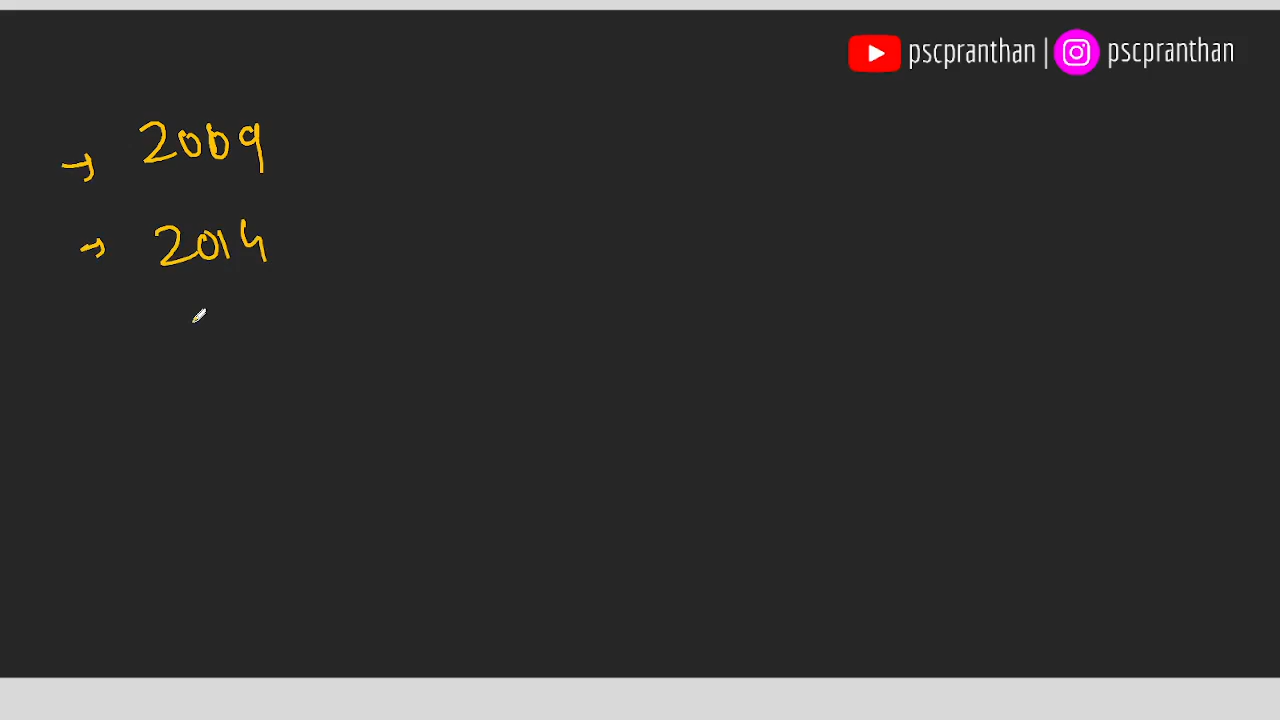 pscpranthan | pscpranthan
→ 2009
→ 2014